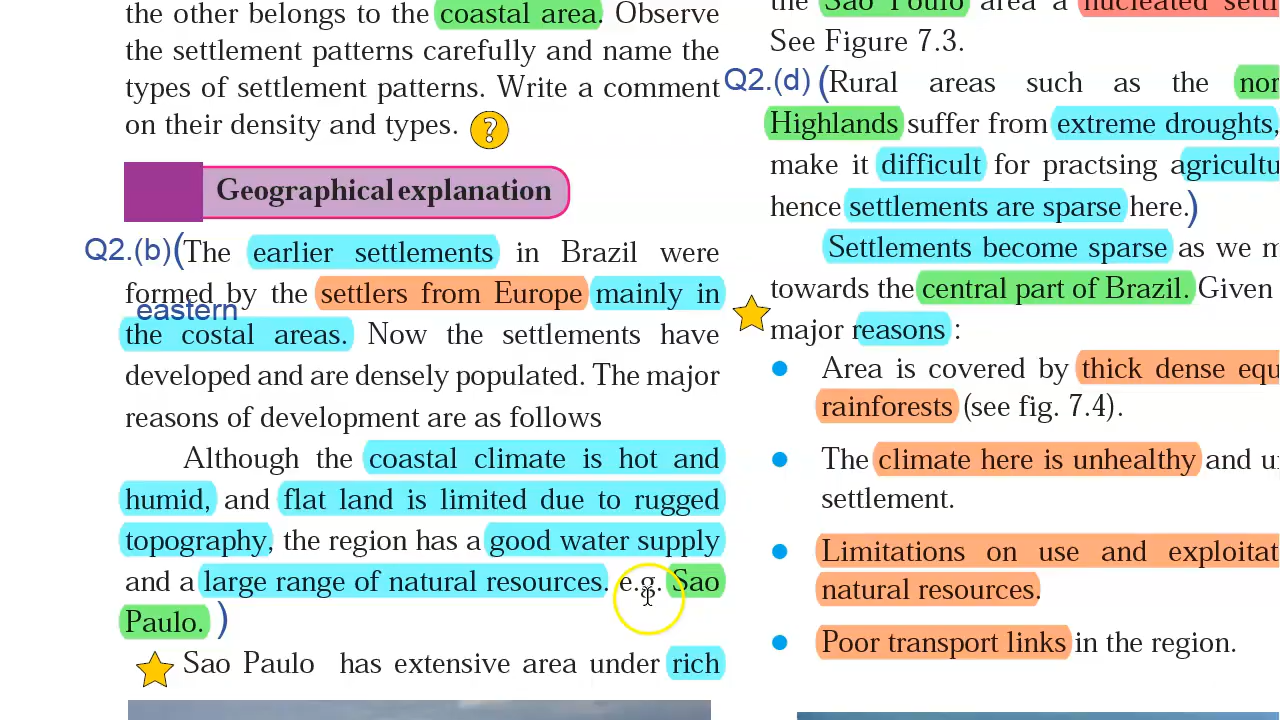 the other belongs to the coastal area. Observe
the settlement patterns carefully and name the
types of settlement patterns. Write a comment
on their density and types. ?
Geographical explanation
Q2.(b) (The earlier settlements in Brazil were
formed by the settlers from Europe mainly in
eastern
the costal areas. Now the settlements have
developed and are densely populated. The major
reasons of development are as follows
Although the coastal climate is hot and
humid, and flat land is limited due to rugged
topography, the region has a good water supply
and a large range of natural resources. e.g. Sao
Paulo. )
Sao Paulo has extensive area under rich
the Sao Poulo area a nucleated
See Figure 7.3.
Q2.(d) (Rural areas such as the
Highlands suffer from extreme droughts,
make it difficult for practsing
hence settlements are sparse here.)
Settlements become sparse as we
towards the central part of Brazil. Given
major reasons :
Area is covered by thick dense
rainforests (see fig. 7.4).
The climate here is unhealthy and
settlement.
Limitations on use and
natural resources.
Poor transport links in the region.